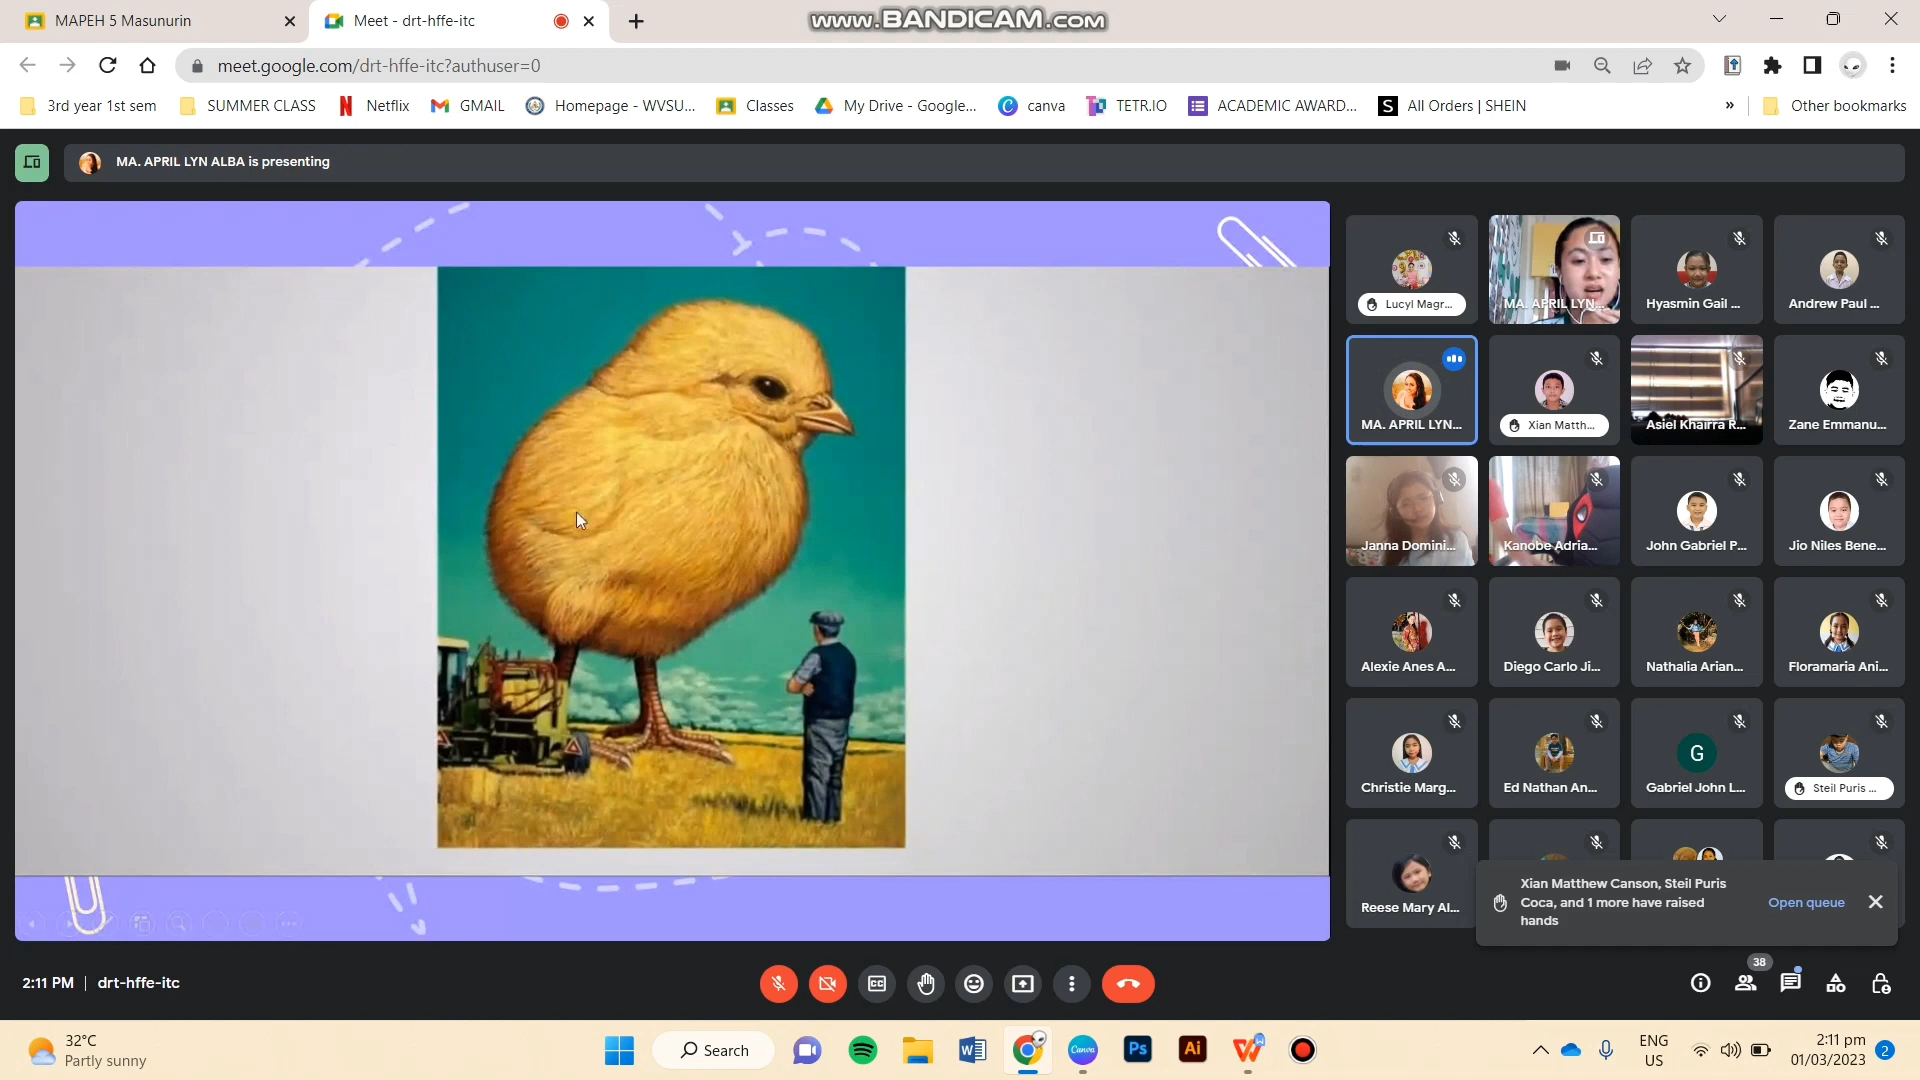 MAPEH 5 Masunurin
Meet - drt-hffe-itc
www.BANDICAM.com
meet.google.com/drt-hffe-itc?authuser=0
3rd year 1st sem
SUMMER CLASS
Netflix
GMAIL
Homepage - WVSU...
Classes
My Drive - Google...
canva
TETR.IO
ACADEMIC AWARD...
All Orders | SHEIN
»
Other bookmarks
MA. APRIL LYN ALBA is presenting
Lucyl Magr...
MA. APRIL LYN...
Hyasmin Gail ...
Andrew Paul ...
MA. APRIL LYN...
Xian Matth...
Asiel Khairra R...
Zane Emmanu...
Janna Domini...
Kanobe Adria...
John Gabriel P...
Jio Niles Bene...
Alexie Anes A...
Diego Carlo Ji...
Nathalia Arian...
Floramaria Ani...
Christie Marg...
Ed Nathan An...
G
Gabriel John L...
Steil Puris ...
Reese Mary Al...
Xian Matthew Canson, Steil Puris
Coca, and 1 more have raised
hands
Open queue
2:11 PM | drt-hffe-itc
38
32°C
Partly sunny
Search
Canva
Ps
Ai
ENG
US
2:11 pm
01/03/2023
2